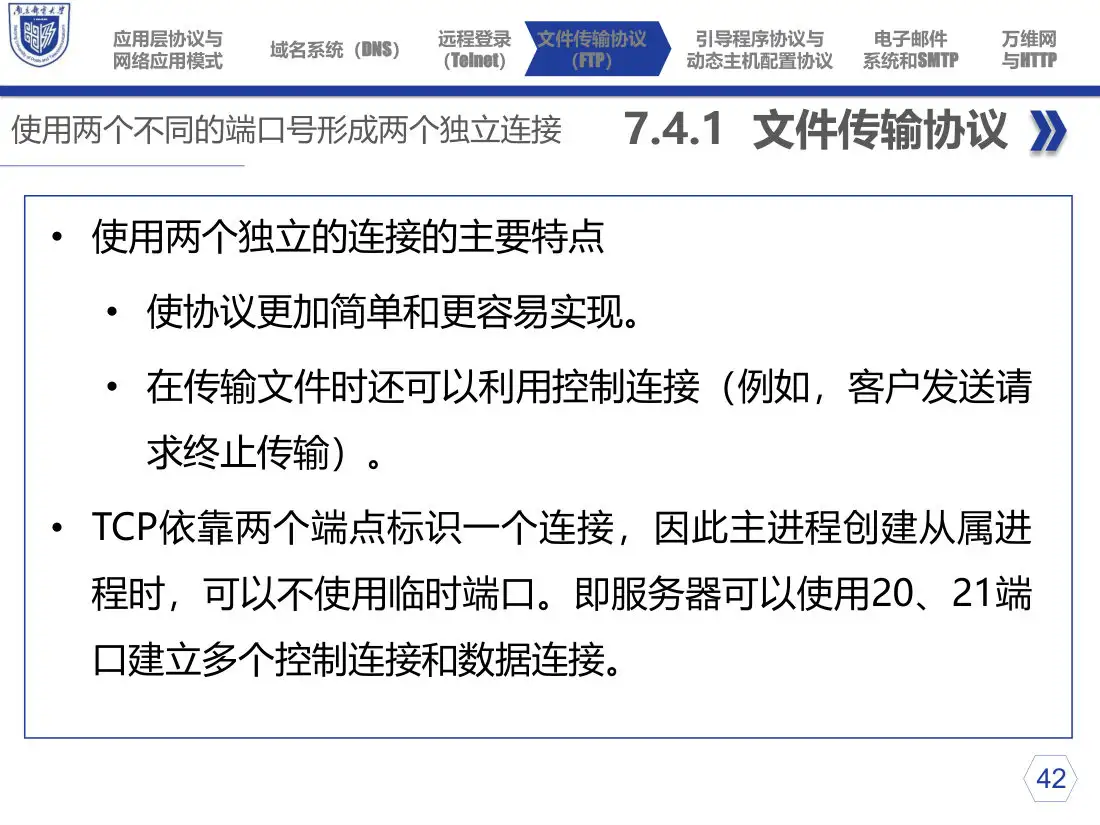 南京邮电大学
应用层协议与
网络应用模式
域名系统（DNS）
远程登录
（Telnet）
文件传输协议
（FTP）
引导程序协议与
动态主机配置协议
电子邮件
系统和SMTP
万维网
与HTTP
使用两个不同的端口号形成两个独立连接
7.4.1 文件传输协议
• 使用两个独立的连接的主要特点
• 使协议更加简单和更容易实现。
• 在传输文件时还可以利用控制连接（例如，客户发送请
求终止传输）。
• TCP依靠两个端点标识一个连接，因此主进程创建从属进
程时，可以不使用临时端口。即服务器可以使用20、21端
口建立多个控制连接和数据连接。
42